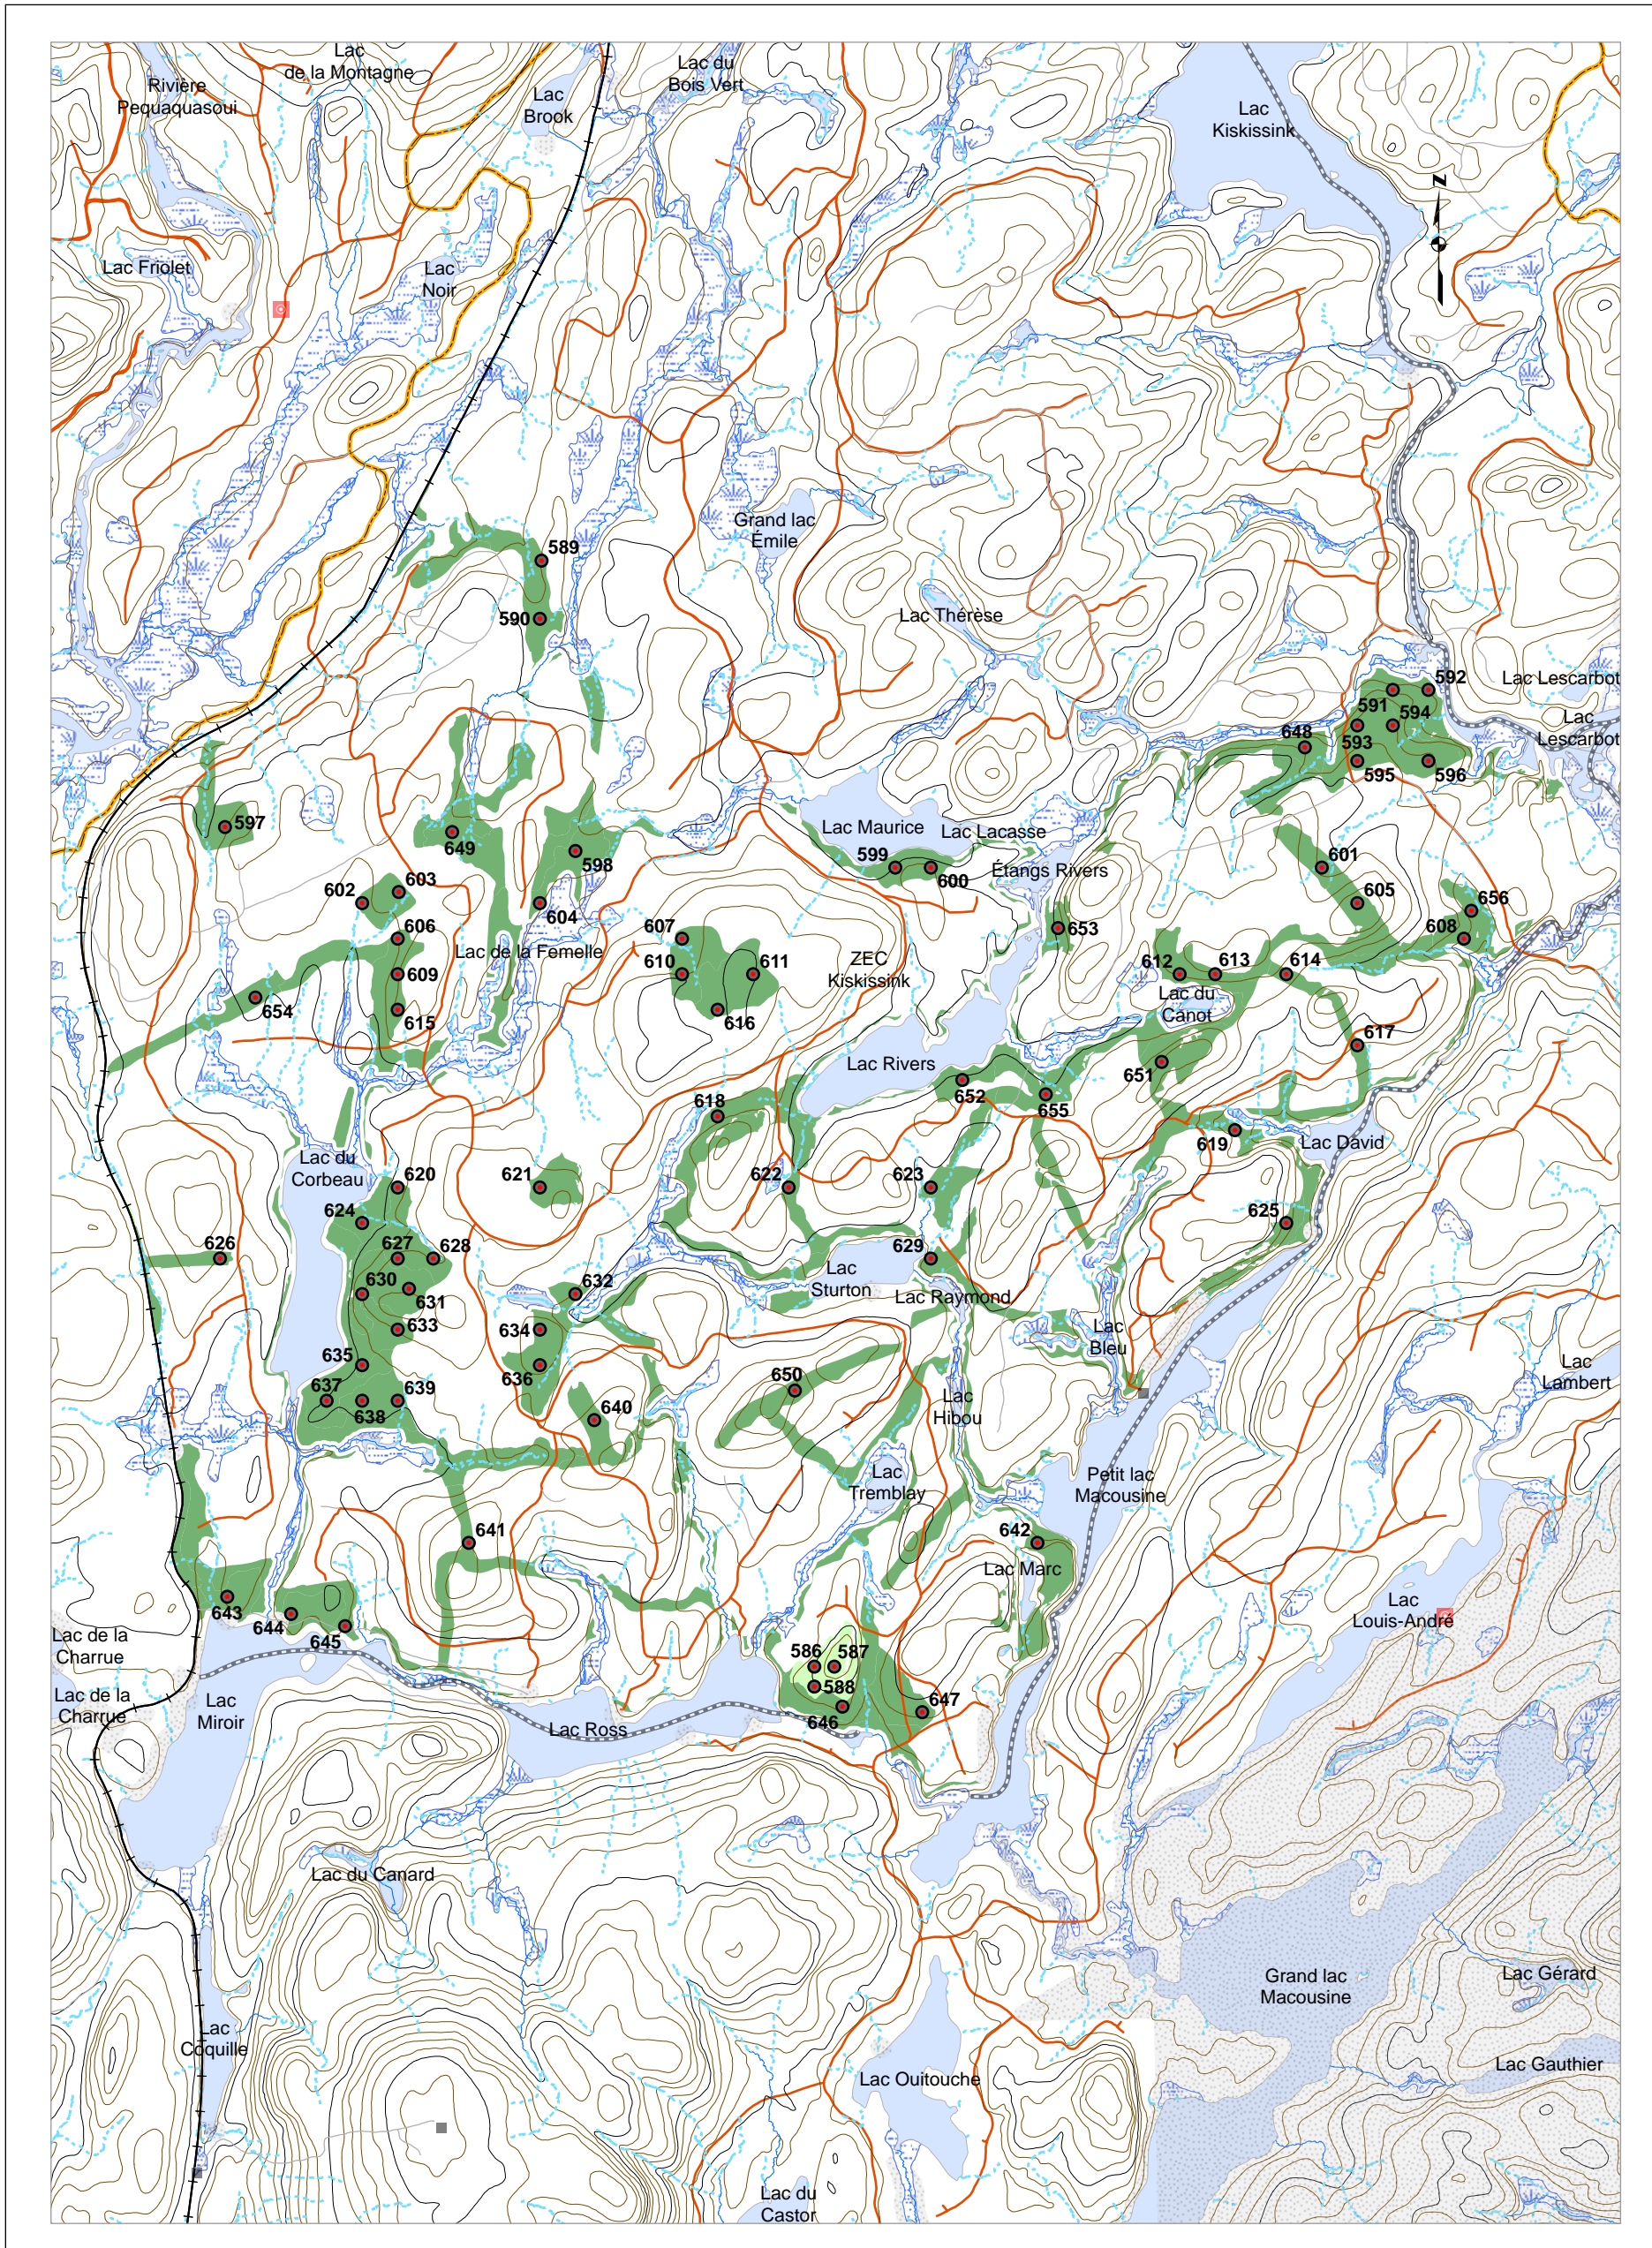 Lac
de la Montagne
Lac du
Bois Vert
Rivière
Pequaquasoui
Lac
Brook
Lac
Kiskissink
N
Lac Friolet
Lac
Noir
Grand lac
Émile
589
590
Lac Thérèse
592
Lac Lescarbot
591
594
Lac
Lescarbot
648
593
595
596
597
649
598
Lac Maurice
Lac Lacasse
599
600
Étangs Rivers
601
602
603
604
605
656
606
607
608
653
Lac de la Femelle
609
610
611
ZEC
Kiskissink
612
613
614
654
615
616
Lac du
Canot
617
Lac Rivers
651
652
655
618
619
Lac David
Lac du
Corbeau
620
621
622
623
624
625
626
627
628
629
Lac
Sturton
630
631
632
Lac Raymond
633
634
Lac
Bleu
635
636
Lac
Lambert
637
638
639
650
640
Lac
Hibou
Lac
Tremblay
Petit lac
Macousine
641
642
Lac Marc
643
644
645
Lac
Louis-André
Lac de la
Charrue
586
587
588
Lac de la
Charrue
Lac
Miroir
646
647
Lac Ross
Lac du Canard
Grand lac
Macousine
Lac Gérard
Lac
Coquille
Lac Ouitouche
Lac Gauthier
Lac du
Castor